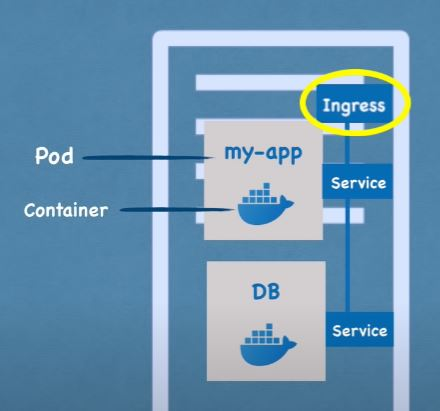 Ingress
my-app
Pod
Service
Container
DB
Service